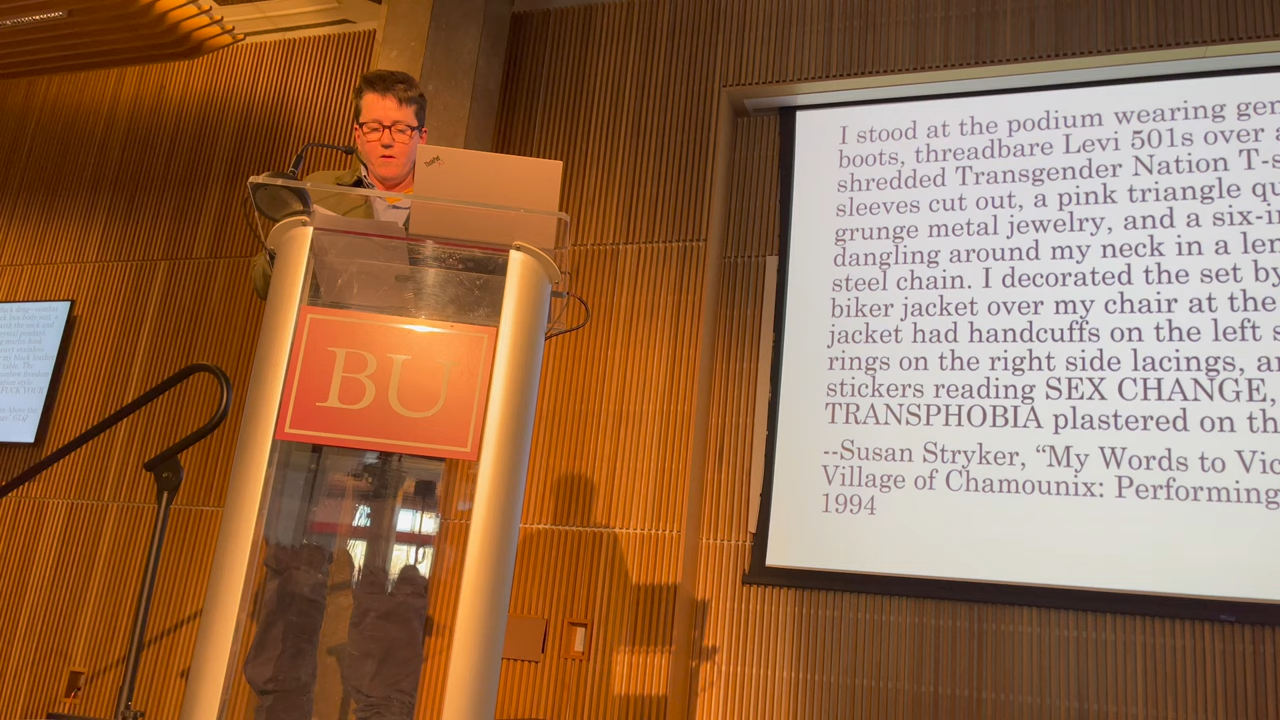 ThinkPad
BU
I stood at the podium wearing gen
boots, threadbare Levi 501s over a
shredded Transgender Nation T-s
sleeves cut out, a pink triangle qu
grunge metal jewelry, and a six-i
dangling around my neck in a len
steel chain. I decorated the set by
biker jacket over my chair at the
jacket had handcuffs on the left s
rings on the right side lacings, a
stickers reading SEX CHANGE,
TRANSPHOBIA plastered on th
--Susan Stryker, “My Words to Vic
Village of Chamounix: Performing
1994
FUCK YOUR